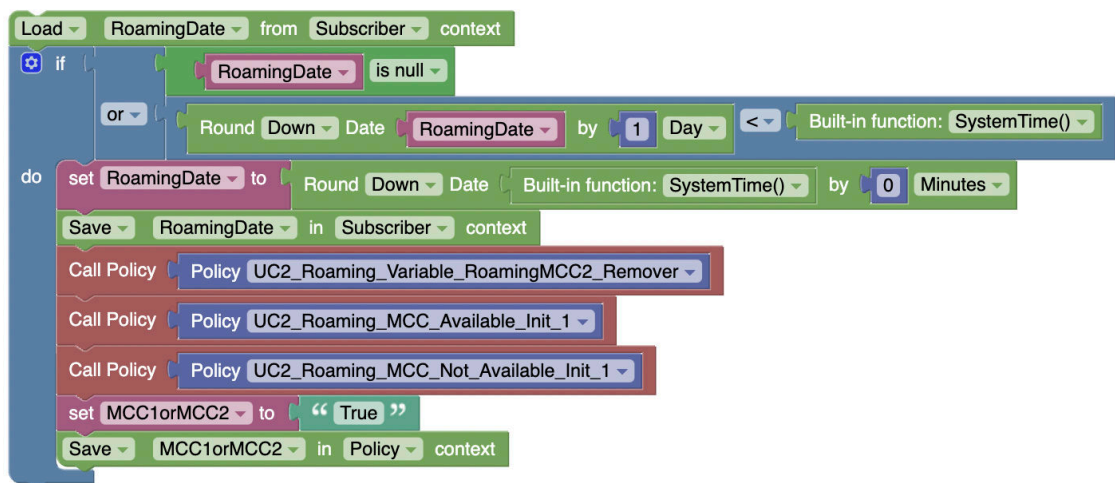 Load RoamingDate from Subscriber context
if RoamingDate is null
or Round Down Date RoamingDate by 1 Day < Built-in function: SystemTime()
do set RoamingDate to Round Down Date Built-in function: SystemTime() by 0 Minutes
Save RoamingDate in Subscriber context
Call Policy Policy UC2_Roaming_Variable_RoamingMCC2_Remover
Call Policy Policy UC2_Roaming_MCC_Available_Init_1
Call Policy Policy UC2_Roaming_MCC_Not_Available_Init_1
set MCC1orMCC2 to “ True ”
Save MCC1orMCC2 in Policy context